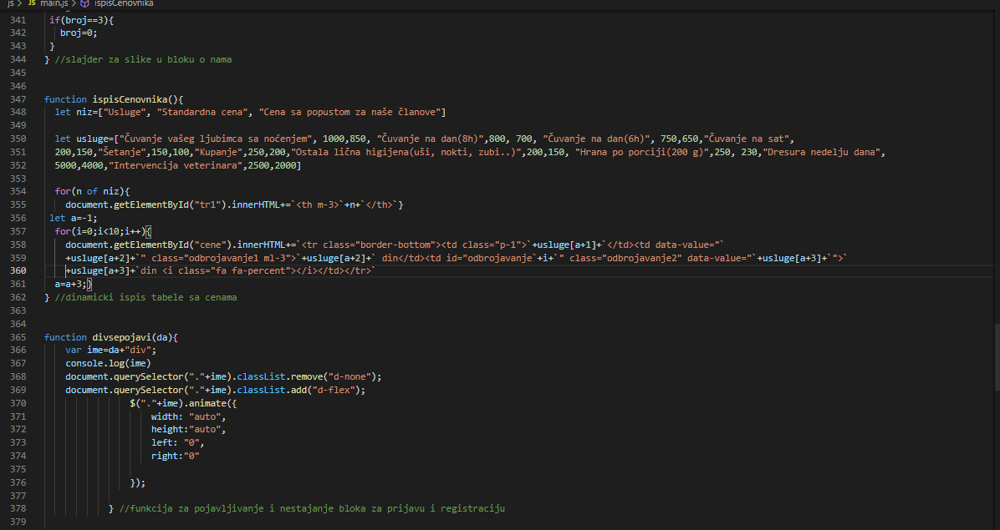 js > JS main.js > ispisCenovnika
341 if(broj==3){
342 broj=0;
343 }
344 } //slajder za slike u bloku o nama
345
346
347 function ispisCenovnika(){
348 let niz=["Usluge", "Standardna cena", "Cena sa popustom za naše članove"]
349
350 let usluge=["Čuvanje vašeg ljubimca sa noćenjem", 1000,850, "Čuvanje na dan(8h)",800, 700, "Čuvanje na dan(6h)", 750,650,"Čuvanje na sat",
351 200,150,"Šetanje",150,100,"Kupanje",250,200,"Ostala lična higijena(uši, nokti, zubi..)",200,150, "Hrana po porciji(200 g)",250, 230,"Dresura nedelju dana",
352 5000,4000,"Intervencija veterinara",2500,2000]
353
354 for(n of niz){
355 document.getElementById("tr1").innerHTML+=`<th m-3>`+n+`</th>`}
356 let a=-1;
357 for(i=0;i<10;i++){
358 document.getElementById("cene").innerHTML+=`<tr class="border-bottom"><td class="p-1">`+usluge[a+1]+`</td><td data-value="`
359 +usluge[a+2]+`" class="odbrojavanje1 ml-3">`+usluge[a+2]+` din</td><td id="odbrojavanje`+i+`" class="odbrojavanje2" data-value="`+usluge[a+3]+`">`
360 +usluge[a+3]+`din <i class="fa fa-percent"></i></td></tr>`
361 a=a+3;}
362 } //dinamicki ispis tabele sa cenama
363
364
365 function divsepojavi(da){
366 var ime=da+"div";
367 console.log(ime)
368 document.querySelector("."+ime).classList.remove("d-none");
369 document.querySelector("."+ime).classList.add("d-flex");
370 $("."+ime).animate({
371 width: "auto",
372 height:"auto",
373 left: "0",
374 right:"0"
375
376 });
377
378 } //funkcija za pojavljivanje i nestajanje bloka za prijavu i registraciju
379